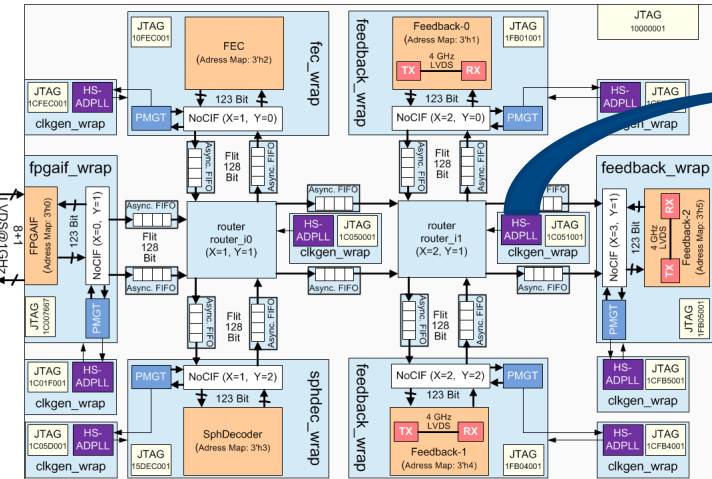 JTAG
10FEC001
FEC
(Adress Map: 3'h2)
fec_wrap
feedback_wrap
Feedback-0
(Adress Map: 3'h1)
4 GHz
LVDS
TX
RX
JTAG
1FB01001
JTAG
10000001
JTAG
1CFEC001
HS-
ADPLL
clkgen_wrap
PMGT
123 Bit
NoCIF (X=1, Y=0)
123 Bit
NoCIF (X=2, Y=0)
PMGT
HS-
ADPLL
JTAG
clkgen_wrap
Async. FIFO
Flit
128
Bit
Async. FIFO
Async. FIFO
Flit
128
Bit
Async. FIFO
fpgaif_wrap
LVDS@1GHz
8+1
FPGAIF
(Adress Map: 3'h0)
123 Bit
NoCIF (X=0, Y=1)
PMGT
JTAG
1C007667
Async. FIFO
Flit
128
Bit
Async. FIFO
router
router_i0
(X=1, Y=1)
Async. FIFO
HS-
ADPLL
JTAG
1C050001
clkgen_wrap
Async. FIFO
router
router_i1
(X=2, Y=1)
FIFO
HS-
ADPLL
JTAG
1C051001
clkgen_wrap
Async. FIFO
feedback_wrap
NoCIF (X=3, Y=1)
123 Bit
RX
4 GHz
LVDS
TX
Feedback-2
(Adress Map: 3'h5)
PMGT
JTAG
1FB05001
Async. FIFO
Flit
128
Bit
Async. FIFO
Async. FIFO
Flit
128
Bit
Async. FIFO
JTAG
1C01F001
HS-
ADPLL
clkgen_wrap
JTAG
1C05D001
HS-
ADPLL
clkgen_wrap
PMGT
NoCIF (X=1, Y=2)
123 Bit
SphDecoder
(Adress Map: 3'h3)
JTAG
15DEC001
sphdec_wrap
feedback_wrap
NoCIF (X=2, Y=2)
PMGT
123 Bit
4 GHz
LVDS
TX
RX
Feedback-1
(Adress Map: 3'h4)
JTAG
1FB04001
HS-
ADPLL
JTAG
1CFB5001
clkgen_wrap
HS-
ADPLL
JTAG
1CFB4001
clkgen_wrap